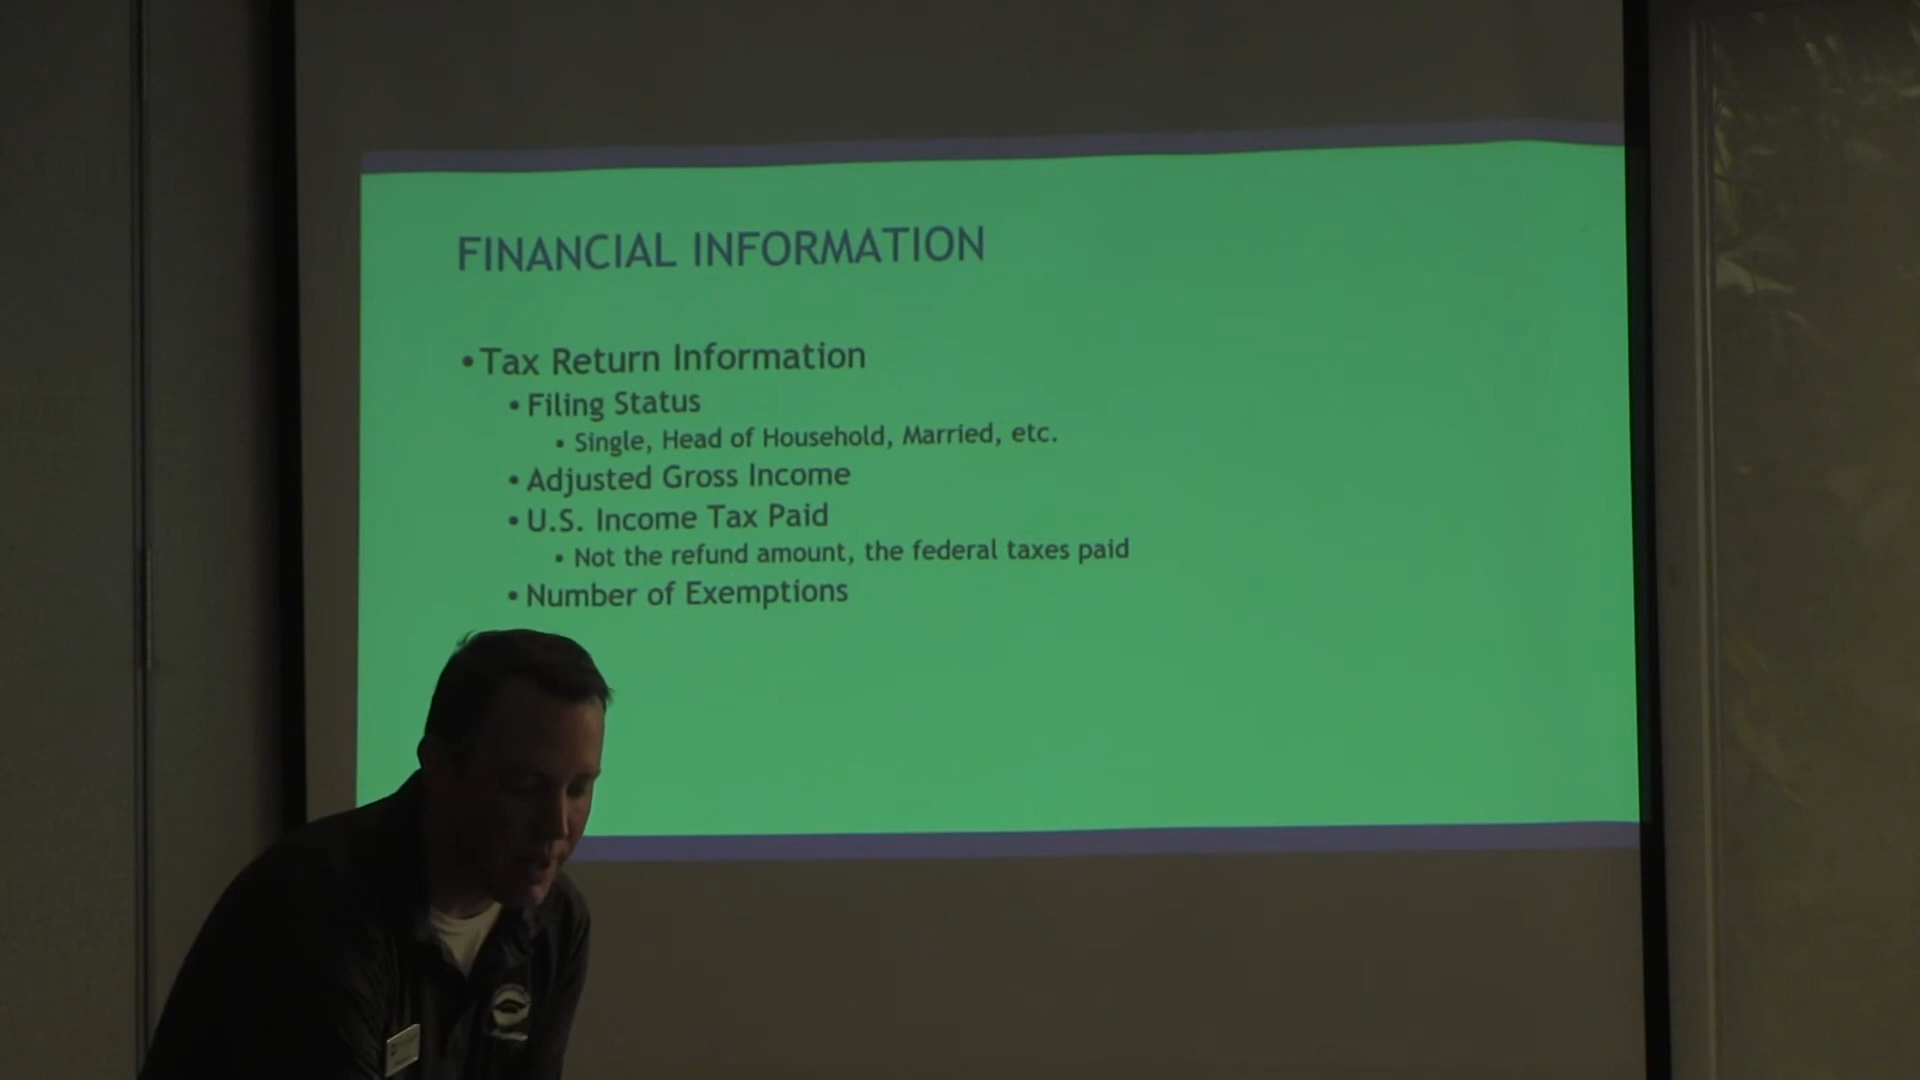 FINANCIAL INFORMATION
• Tax Return Information
• Filing Status
• Single, Head of Household, Married, etc.
• Adjusted Gross Income
• U.S. Income Tax Paid
• Not the refund amount, the federal taxes paid
• Number of Exemptions